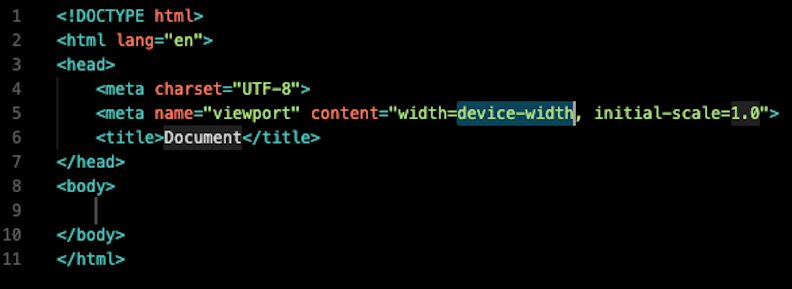 1 <!DOCTYPE html>
2 <html lang="en">
3 <head>
4 <meta charset="UTF-8">
5 <meta name="viewport" content="width=device-width, initial-scale=1.0">
6 <title>Document</title>
7 </head>
8 <body>
9
10 </body>
11 </html>